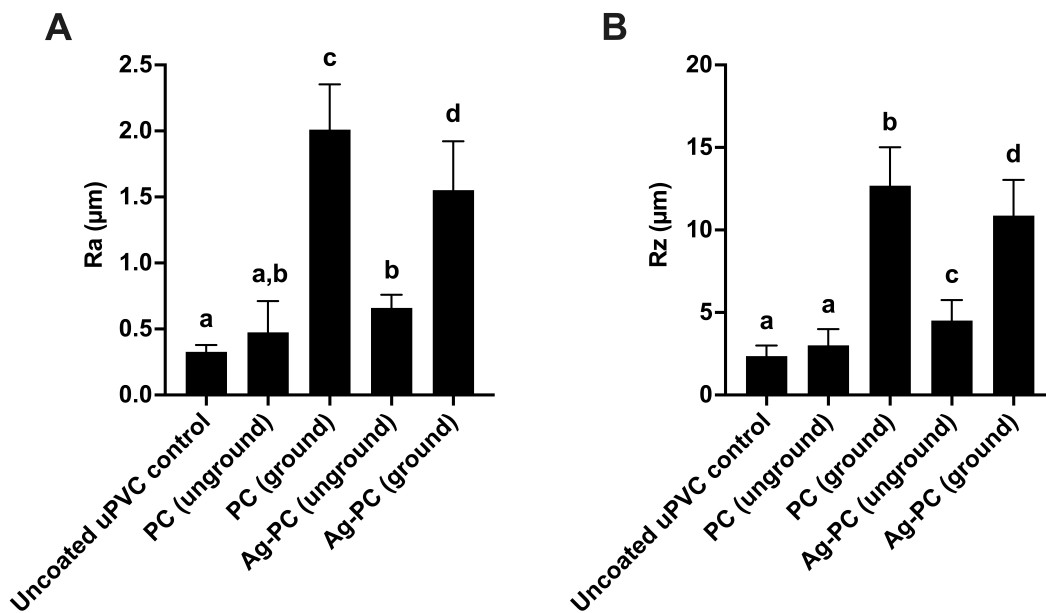 A
Ra (µm)
2.5
2.0
1.5
1.0
0.5
0.0
a
a,b
c
b
d
Uncoated uPVC control
PC (unground)
PC (ground)
Ag-PC (unground)
Ag-PC (ground)
B
Rz (µm)
20
15
10
5
0
a
a
b
c
d
Uncoated uPVC control
PC (unground)
PC (ground)
Ag-PC (unground)
Ag-PC (ground)